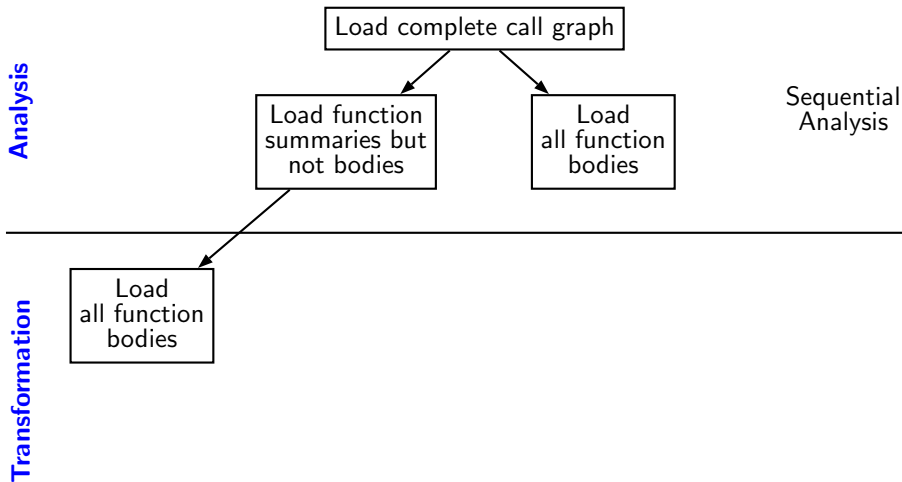 Load complete call graph
Analysis
Load function
summaries but
not bodies
Load
all function
bodies
Sequential
Analysis
Transformation
Load
all function
bodies